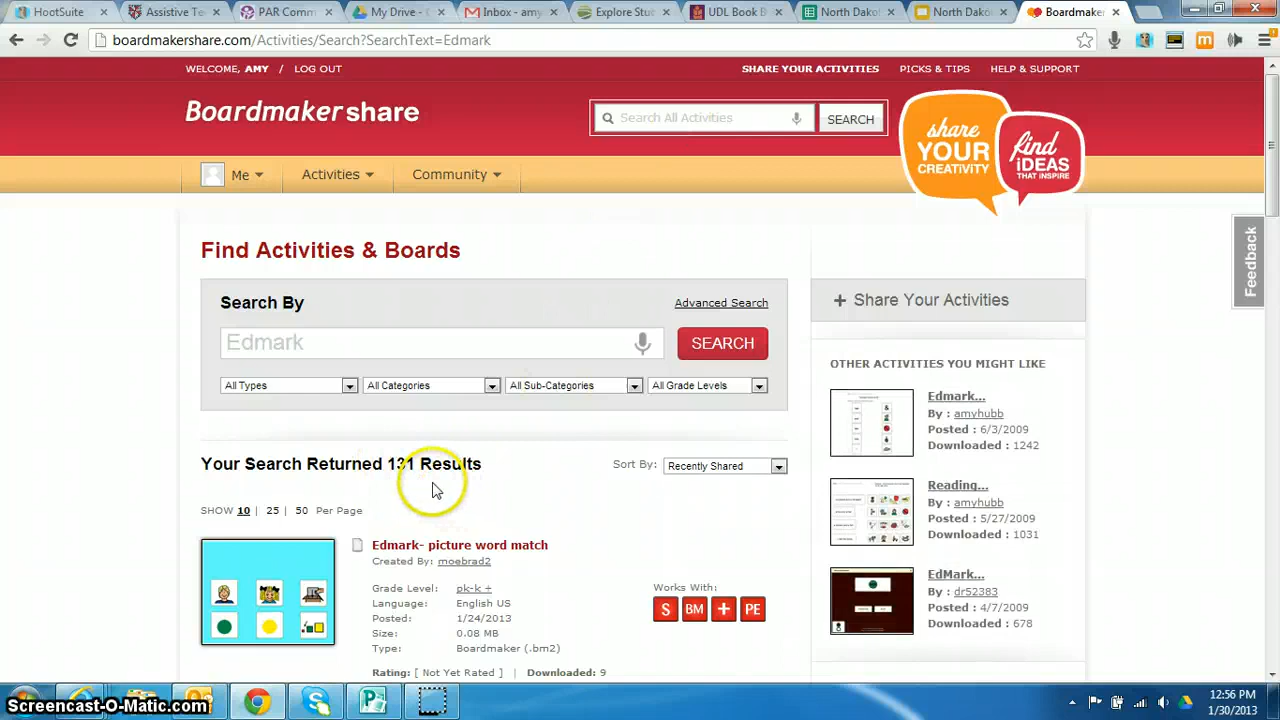 HootSuite
Assistive Te
PAR Comm
My Drive - C
Inbox - amy
Explore Stu
UDL Book D
North Dako
North Dako
Boardmaker
boardmakershare.com/Activities/Search?SearchText=Edmark
WELCOME, AMY / LOG OUT
SHARE YOUR ACTIVITIES PICKS & TIPS HELP & SUPPORT
Boardmaker share
Search All Activities
SEARCH
share
YOUR
CREATIVITY
find
iDEAS
THAT INSPIRE
Me
Activities
Community
Feedback
Find Activities & Boards
Search By
Advanced Search
Edmark
SEARCH
All Types
All Categories
All Sub-Categories
All Grade Levels
Your Search Returned 131 Results
Sort By: Recently Shared
SHOW 10 | 25 | 50 Per Page
Edmark- picture word match
Created By: moebrad2
Grade Level: pk-k +
Language: English US
Posted: 1/24/2013
Size: 0.08 MB
Type: Boardmaker (.bm2)
Rating: [ Not Yet Rated ] | Downloaded: 9
Works With:
S BM + PE
+ Share Your Activities
OTHER ACTIVITIES YOU MIGHT LIKE
Edmark...
By : amyhubb
Posted : 6/3/2009
Downloaded : 1242
Reading...
By : amyhubb
Posted : 5/27/2009
Downloaded : 1031
EdMark...
By : dr52383
Posted : 4/7/2009
Downloaded : 678
Screencast-O-Matic.com
12:56 PM
1/30/2013